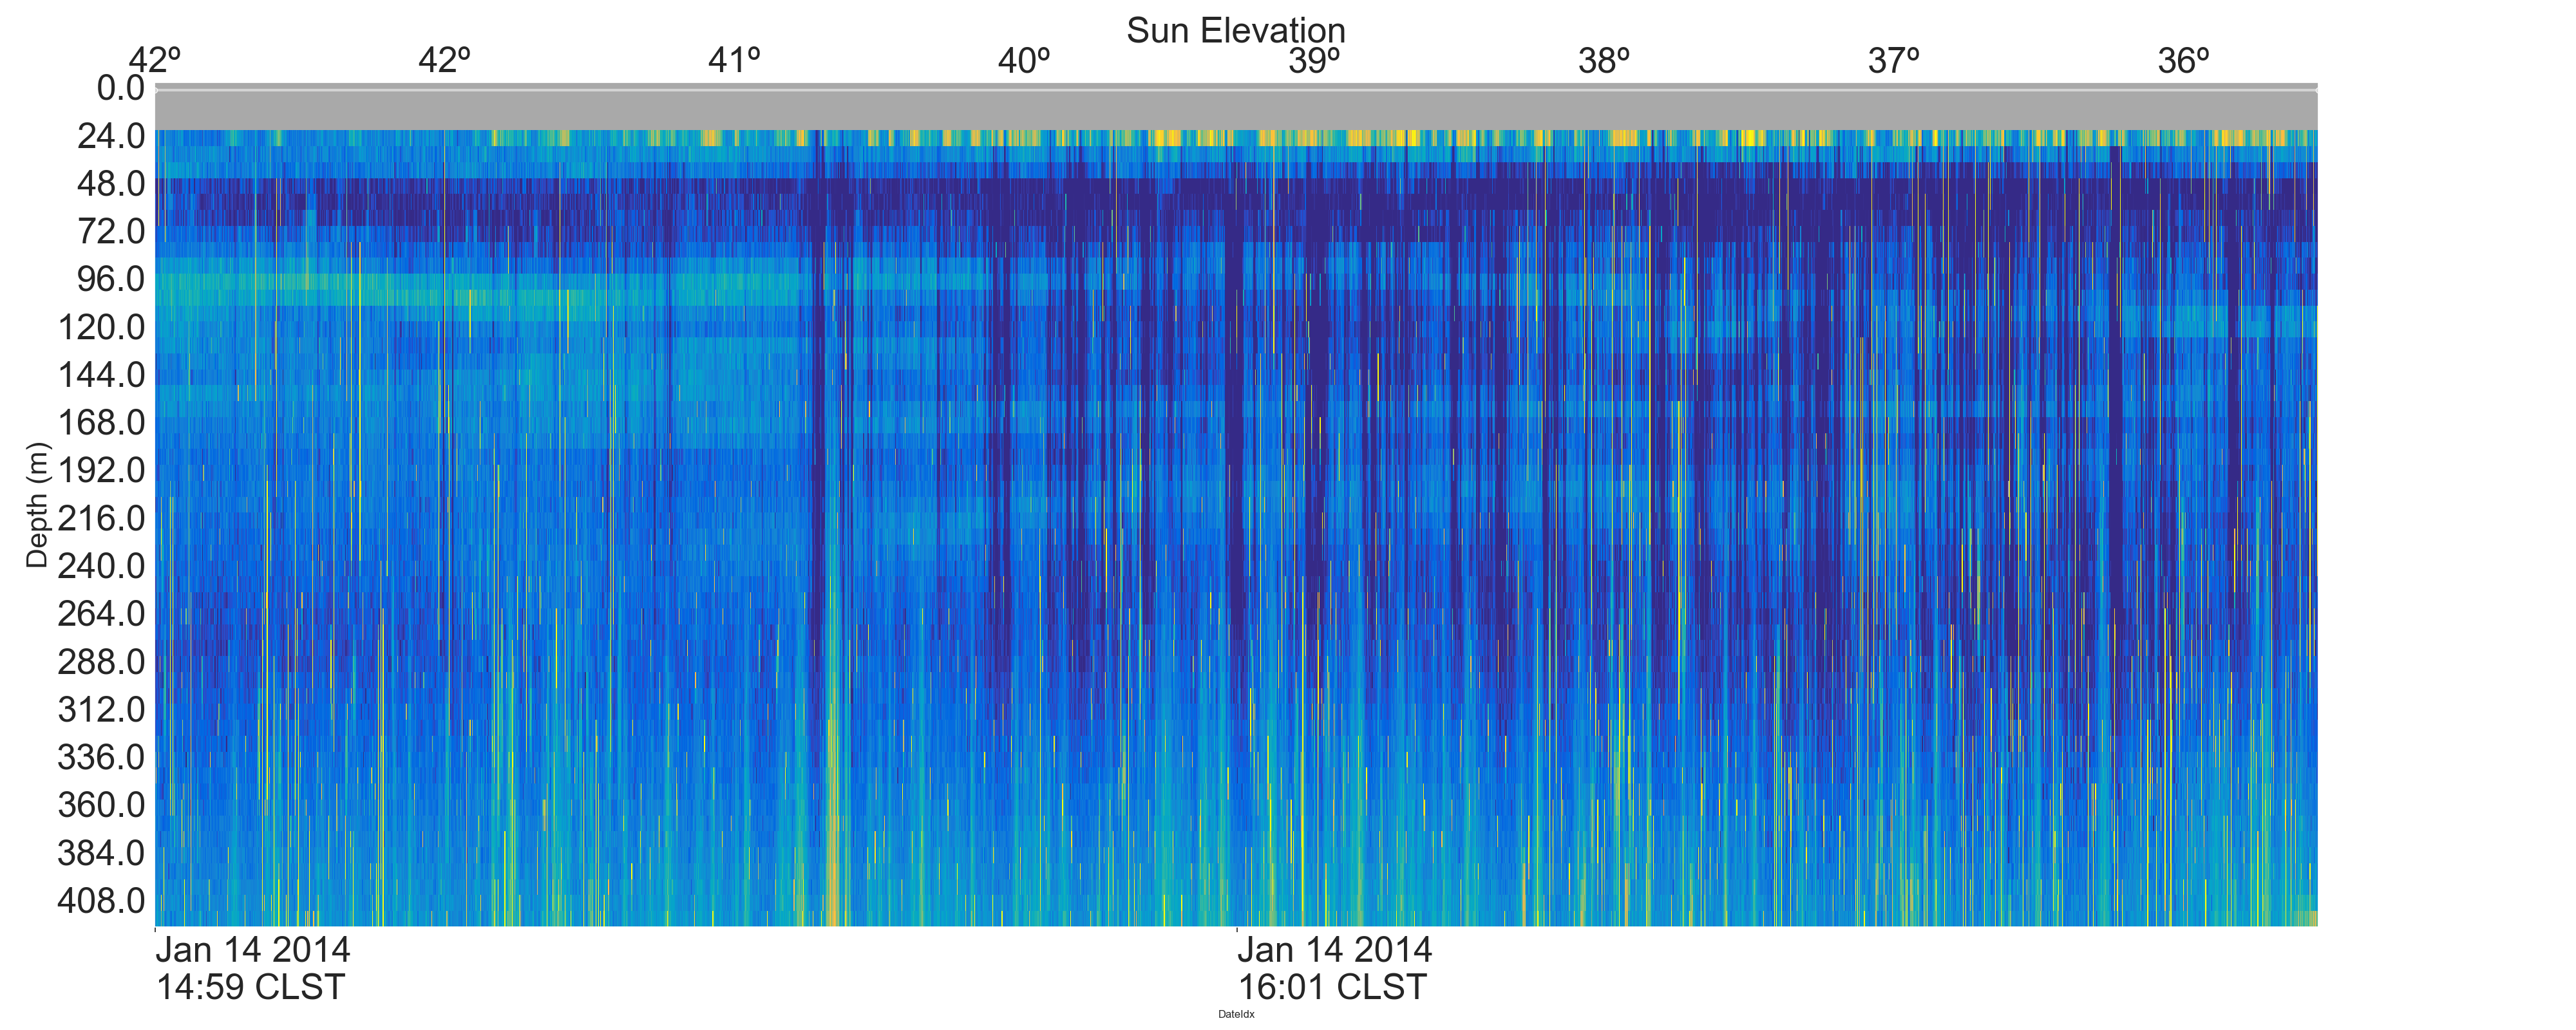 Sun Elevation
42º 42º 41º 40º 39º 38º 37º 36º
0.0
24.0
48.0
72.0
96.0
120.0
144.0
168.0
192.0
216.0
240.0
264.0
288.0
312.0
336.0
360.0
384.0
408.0
Depth (m)
Jan 14 2014
14:59 CLST
Jan 14 2014
16:01 CLST
DateIdx